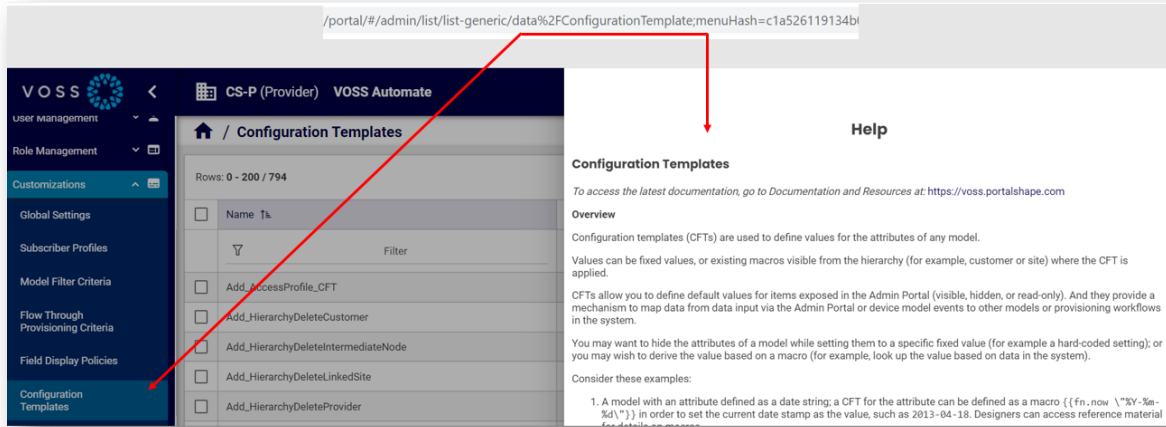 /portal/#/admin/list/list-generic/data%2FConfigurationTemplate;menuHash=c1a526119134b
VOSS
CS-P (Provider) VOSS Automate
User Management
/ Configuration Templates
Role Management
Customizations
Rows: 0 - 200 / 794
Global Settings
Name
Subscriber Profiles
Filter
Model Filter Criteria
Add_AccessProfile_CFT
Flow Through
Provisioning Criteria
Add_HierarchyDeleteCustomer
Add_HierarchyDeleteIntermediateNode
Field Display Policies
Add_HierarchyDeleteLinkedSite
Configuration
Templates
Add_HierarchyDeleteProvider
Help
Configuration Templates
To access the latest documentation, go to Documentation and Resources at: https://voss.portalshape.com
Overview
Configuration templates (CFTs) are used to define values for the attributes of any model.
Values can be fixed values, or existing macros visible from the hierarchy (for example, customer or site) where the CFT is
applied.
CFTs allow you to define default values for items exposed in the Admin Portal (visible, hidden, or read-only). And they provide a
mechanism to map data from data input via the Admin Portal or device model events to other models or provisioning workflows
in the system.
You may want to hide the attributes of a model while setting them to a specific fixed value (for example a hard-coded setting); or
you may wish to derive the value based on a macro (for example, look up the value based on data in the system).
Consider these examples:
1. A model with an attribute defined as a date string; a CFT for the attribute can be defined as a macro {{fn.now \"%Y-%m-
%d\"}} in order to set the current date stamp as the value, such as 2013-04-18. Designers can access reference material
for details on macros